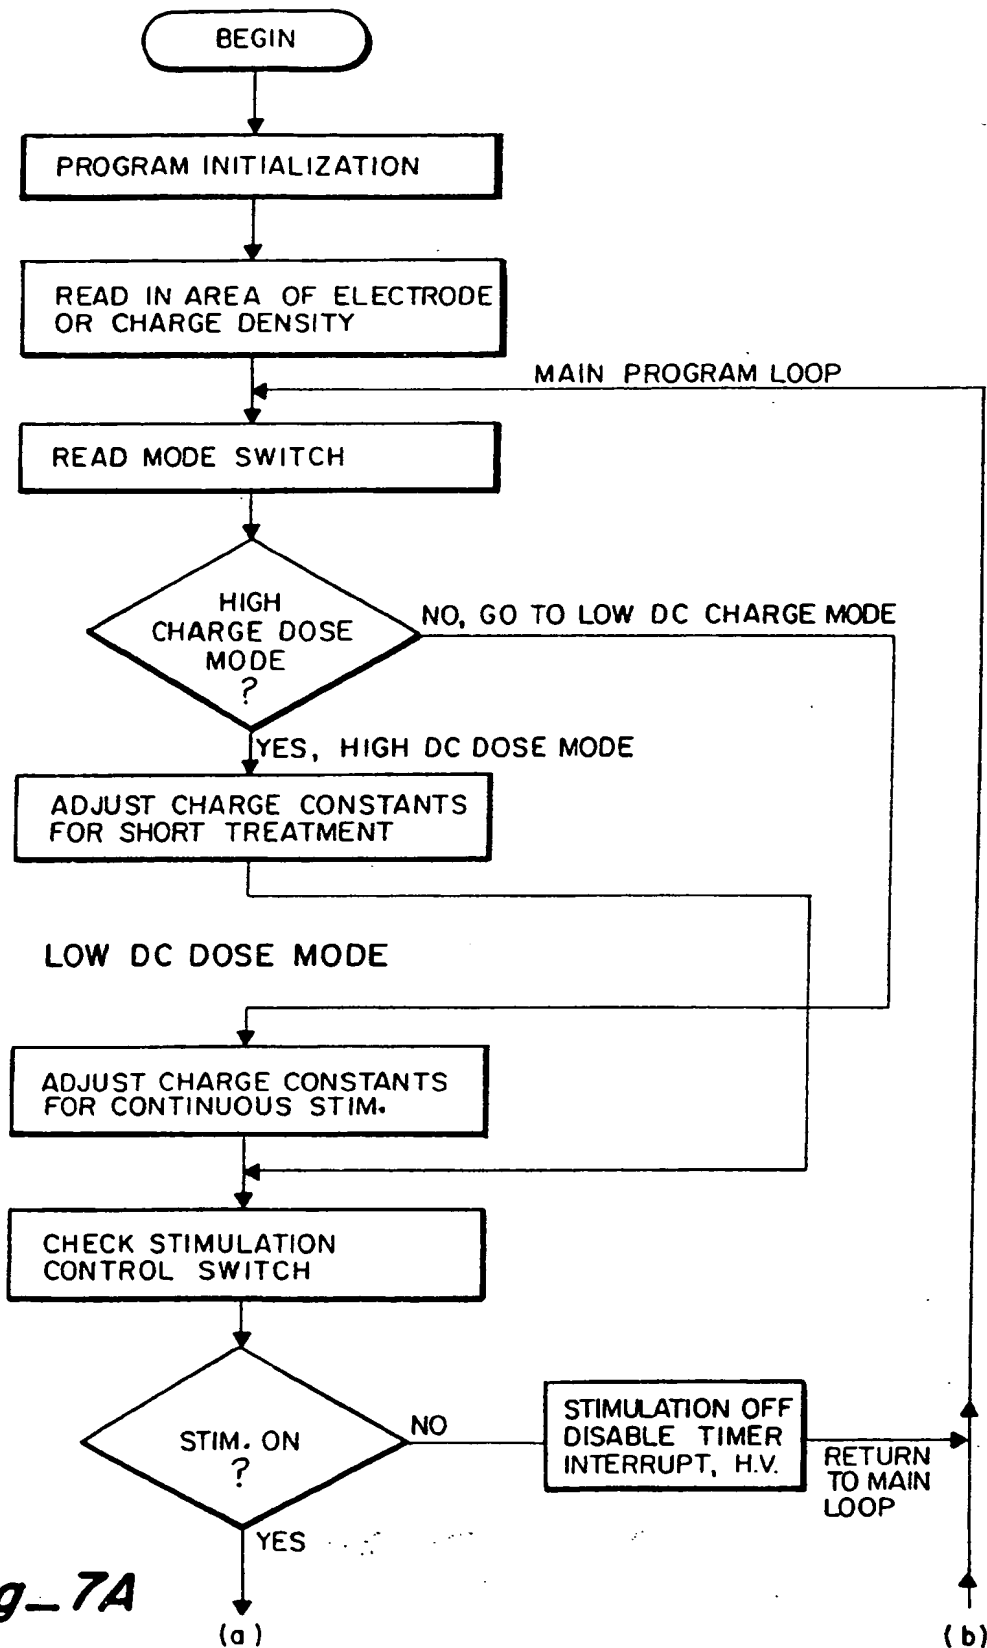 BEGIN
PROGRAM INITIALIZATION
READ IN AREA OF ELECTRODE
OR CHARGE DENSITY
MAIN PROGRAM LOOP
READ MODE SWITCH
HIGH
CHARGE DOSE
MODE
?
NO, GO TO LOW DC CHARGE MODE
YES, HIGH DC DOSE MODE
ADJUST CHARGE CONSTANTS
FOR SHORT TREATMENT
LOW DC DOSE MODE
ADJUST CHARGE CONSTANTS
FOR CONTINUOUS STIM.
CHECK STIMULATION
CONTROL SWITCH
STIM. ON
?
NO
STIMULATION OFF
DISABLE TIMER
INTERRUPT, H.V.
RETURN
TO MAIN
LOOP
YES
g_7A
(a)
(b)